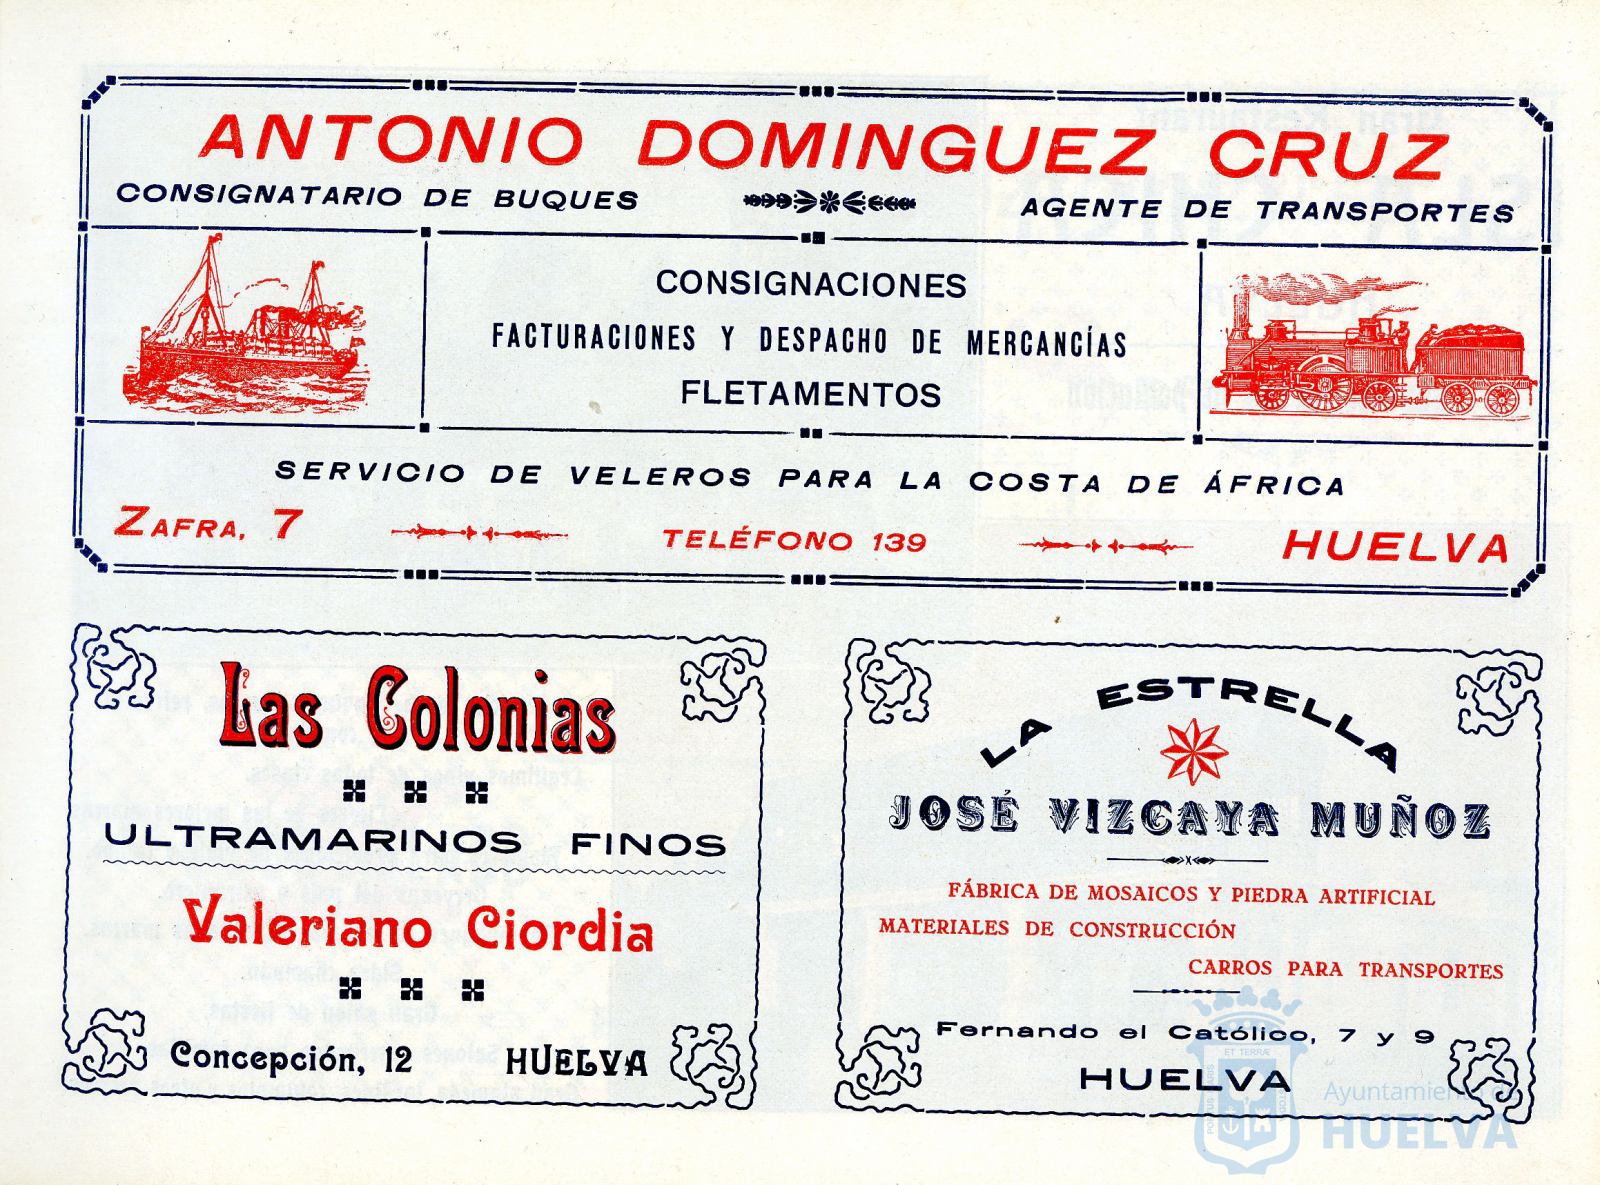 ANTONIO DOMINGUEZ CRUZ
CONSIGNATARIO DE BUQUES
AGENTE DE TRANSPORTES
CONSIGNACIONES
FACTURACIONES Y DESPACHO DE MERCANCÍAS
FLETAMENTOS
SERVICIO DE VELEROS PARA LA COSTA DE ÁFRICA
ZAFRA, 7
TELÉFONO 139
HUELVA
Las Colonias
ULTRAMARINOS FINOS
Valeriano Ciordia
Concepción, 12 HUELVA
LA ESTRELLA
JOSÉ VIZCAYA MUÑOZ
FÁBRICA DE MOSAICOS Y PIEDRA ARTIFICIAL
MATERIALES DE CONSTRUCCIÓN
CARROS PARA TRANSPORTES
Fernando el Católico, 7 y 9
HUELVA
ET TERRÆ
Ayuntamiento de
HUELVA